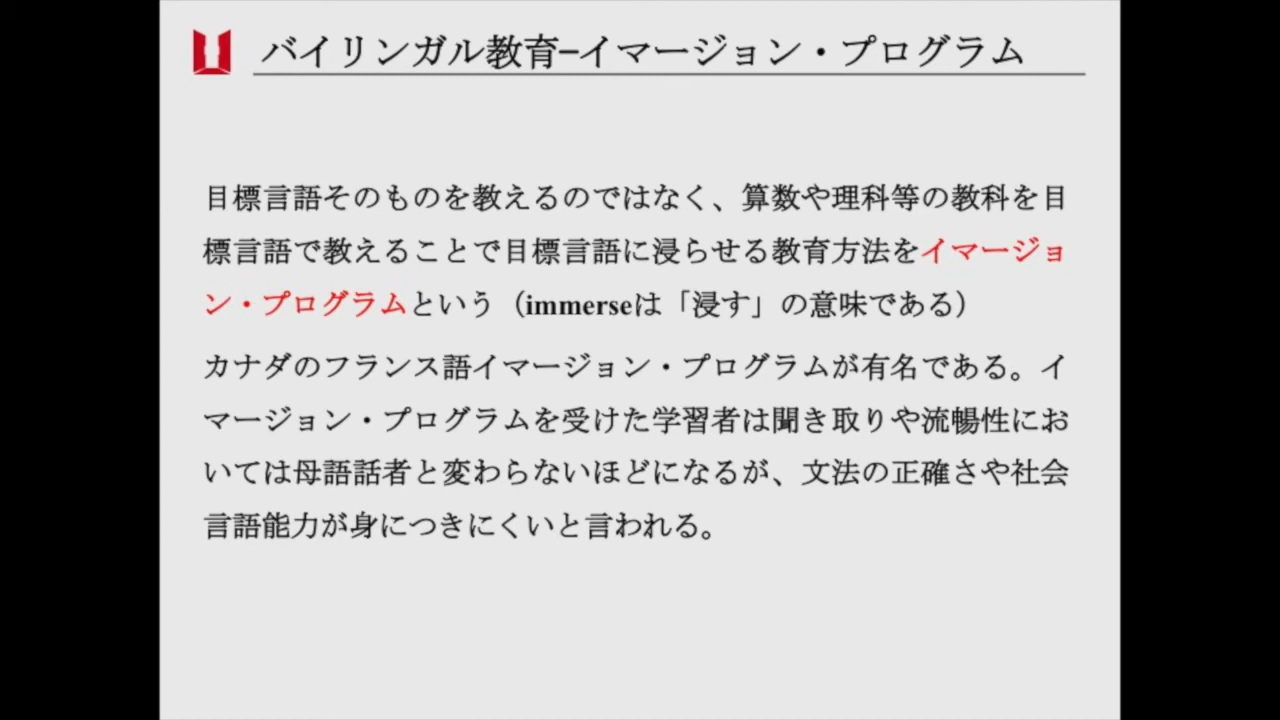 バイリンガル教育−イマージョン・プログラム
目標言語そのものを教えるのではなく、算数や理科等の教科を目
標言語で教えることで目標言語に浸らせる教育方法をイマージョ
ン・プログラムという（immerseは「浸す」の意味である）
カナダのフランス語イマージョン・プログラムが有名である。イ
マージョン・プログラムを受けた学習者は聞き取りや流暢性にお
いては母語話者と変わらないほどになるが、文法の正確さや社会
言語能力が身につきにくいと言われる。